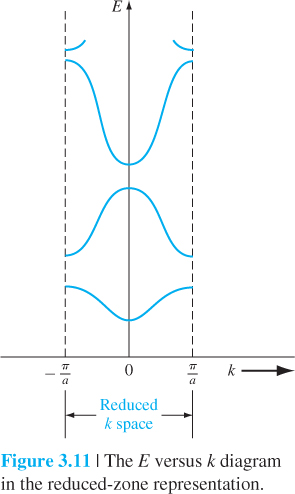 E
−π/a
0
π/a
k
Reduced
k space
Figure 3.11 | The E versus k diagram
in the reduced-zone representation.